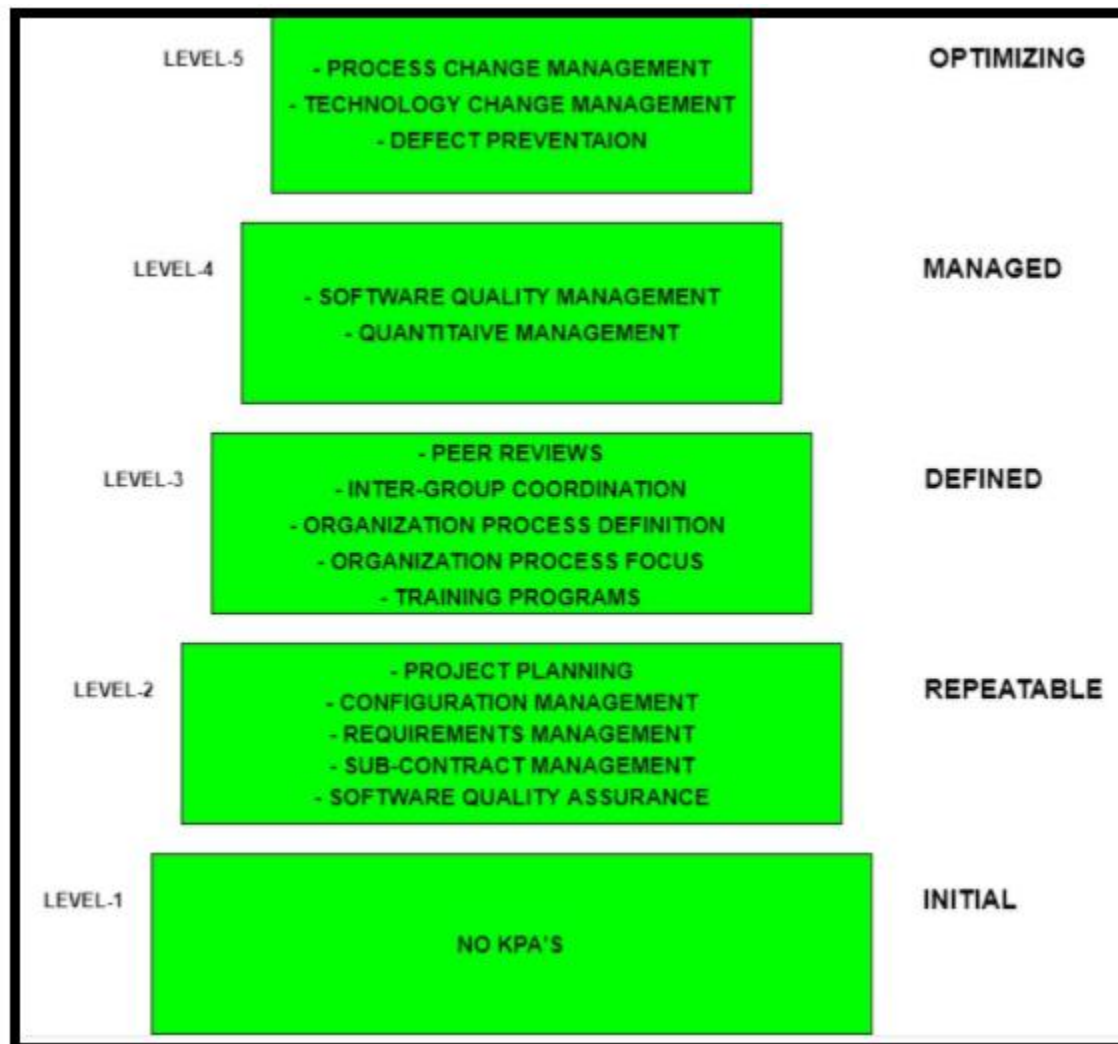 LEVEL-5
OPTIMIZING
- PROCESS CHANGE MANAGEMENT
- TECHNOLOGY CHANGE MANAGEMENT
- DEFECT PREVENTAION
LEVEL-4
MANAGED
- SOFTWARE QUALITY MANAGEMENT
- QUANTITAIVE MANAGEMENT
LEVEL-3
DEFINED
- PEER REVIEWS
- INTER-GROUP COORDINATION
- ORGANIZATION PROCESS DEFINITION
- ORGANIZATION PROCESS FOCUS
- TRAINING PROGRAMS
LEVEL-2
REPEATABLE
- PROJECT PLANNING
- CONFIGURATION MANAGEMENT
- REQUIREMENTS MANAGEMENT
- SUB-CONTRACT MANAGEMENT
- SOFTWARE QUALITY ASSURANCE
LEVEL-1
INITIAL
NO KPA'S